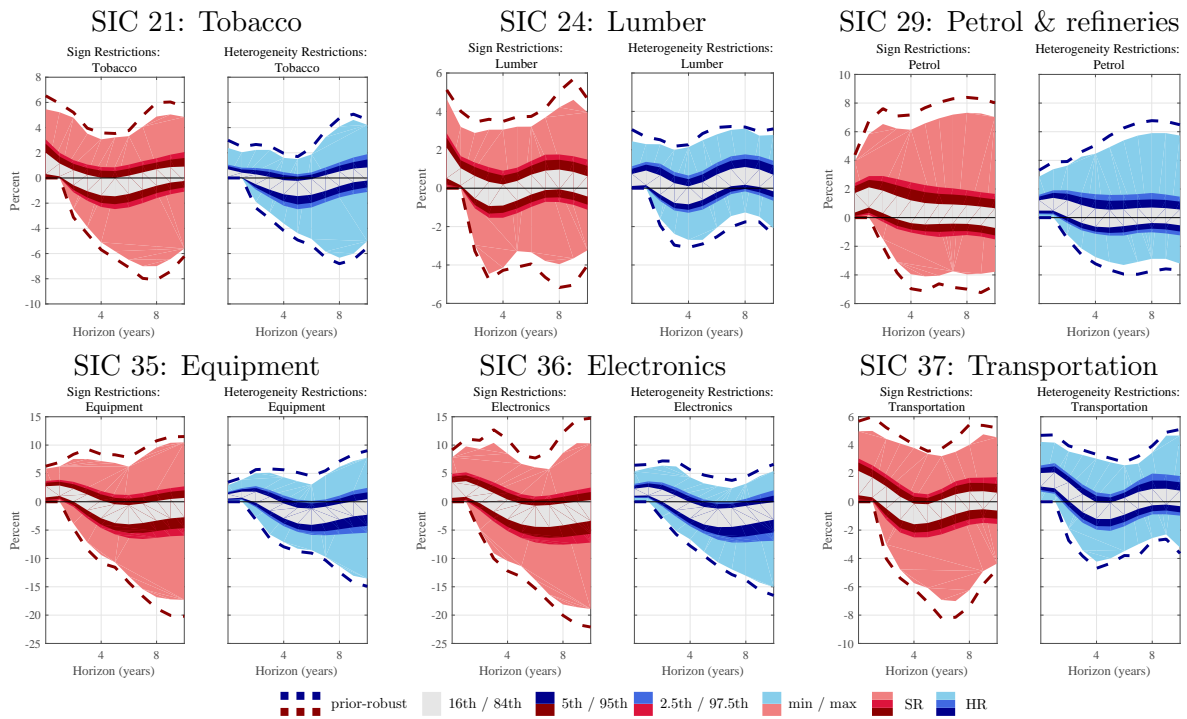 SIC 21: Tobacco
SIC 24: Lumber
SIC 29: Petrol & refineries
Sign Restrictions:
Tobacco
Heterogeneity Restrictions:
Tobacco
Sign Restrictions:
Lumber
Heterogeneity Restrictions:
Lumber
Sign Restrictions:
Petrol
Heterogeneity Restrictions:
Petrol
8
6
4
2
0
-2
-4
-6
-8
-10
Percent
4 8
Horizon (years)
4 8
Horizon (years)
6
4
2
0
-2
-4
-6
Percent
4 8
Horizon (years)
4 8
Horizon (years)
10
8
6
4
2
0
-2
-4
-6
Percent
4 8
Horizon (years)
4 8
Horizon (years)
SIC 35: Equipment
SIC 36: Electronics
SIC 37: Transportation
Sign Restrictions:
Equipment
Heterogeneity Restrictions:
Equipment
Sign Restrictions:
Electronics
Heterogeneity Restrictions:
Electronics
Sign Restrictions:
Transportation
Heterogeneity Restrictions:
Transportation
15
10
5
0
-5
-10
-15
-20
-25
Percent
4 8
Horizon (years)
4 8
Horizon (years)
15
10
5
0
-5
-10
-15
-20
-25
Percent
4 8
Horizon (years)
4 8
Horizon (years)
6
4
2
0
-2
-4
-6
-8
-10
Percent
4 8
Horizon (years)
4 8
Horizon (years)
prior-robust 16th / 84th 5th / 95th 2.5th / 97.5th min / max SR HR